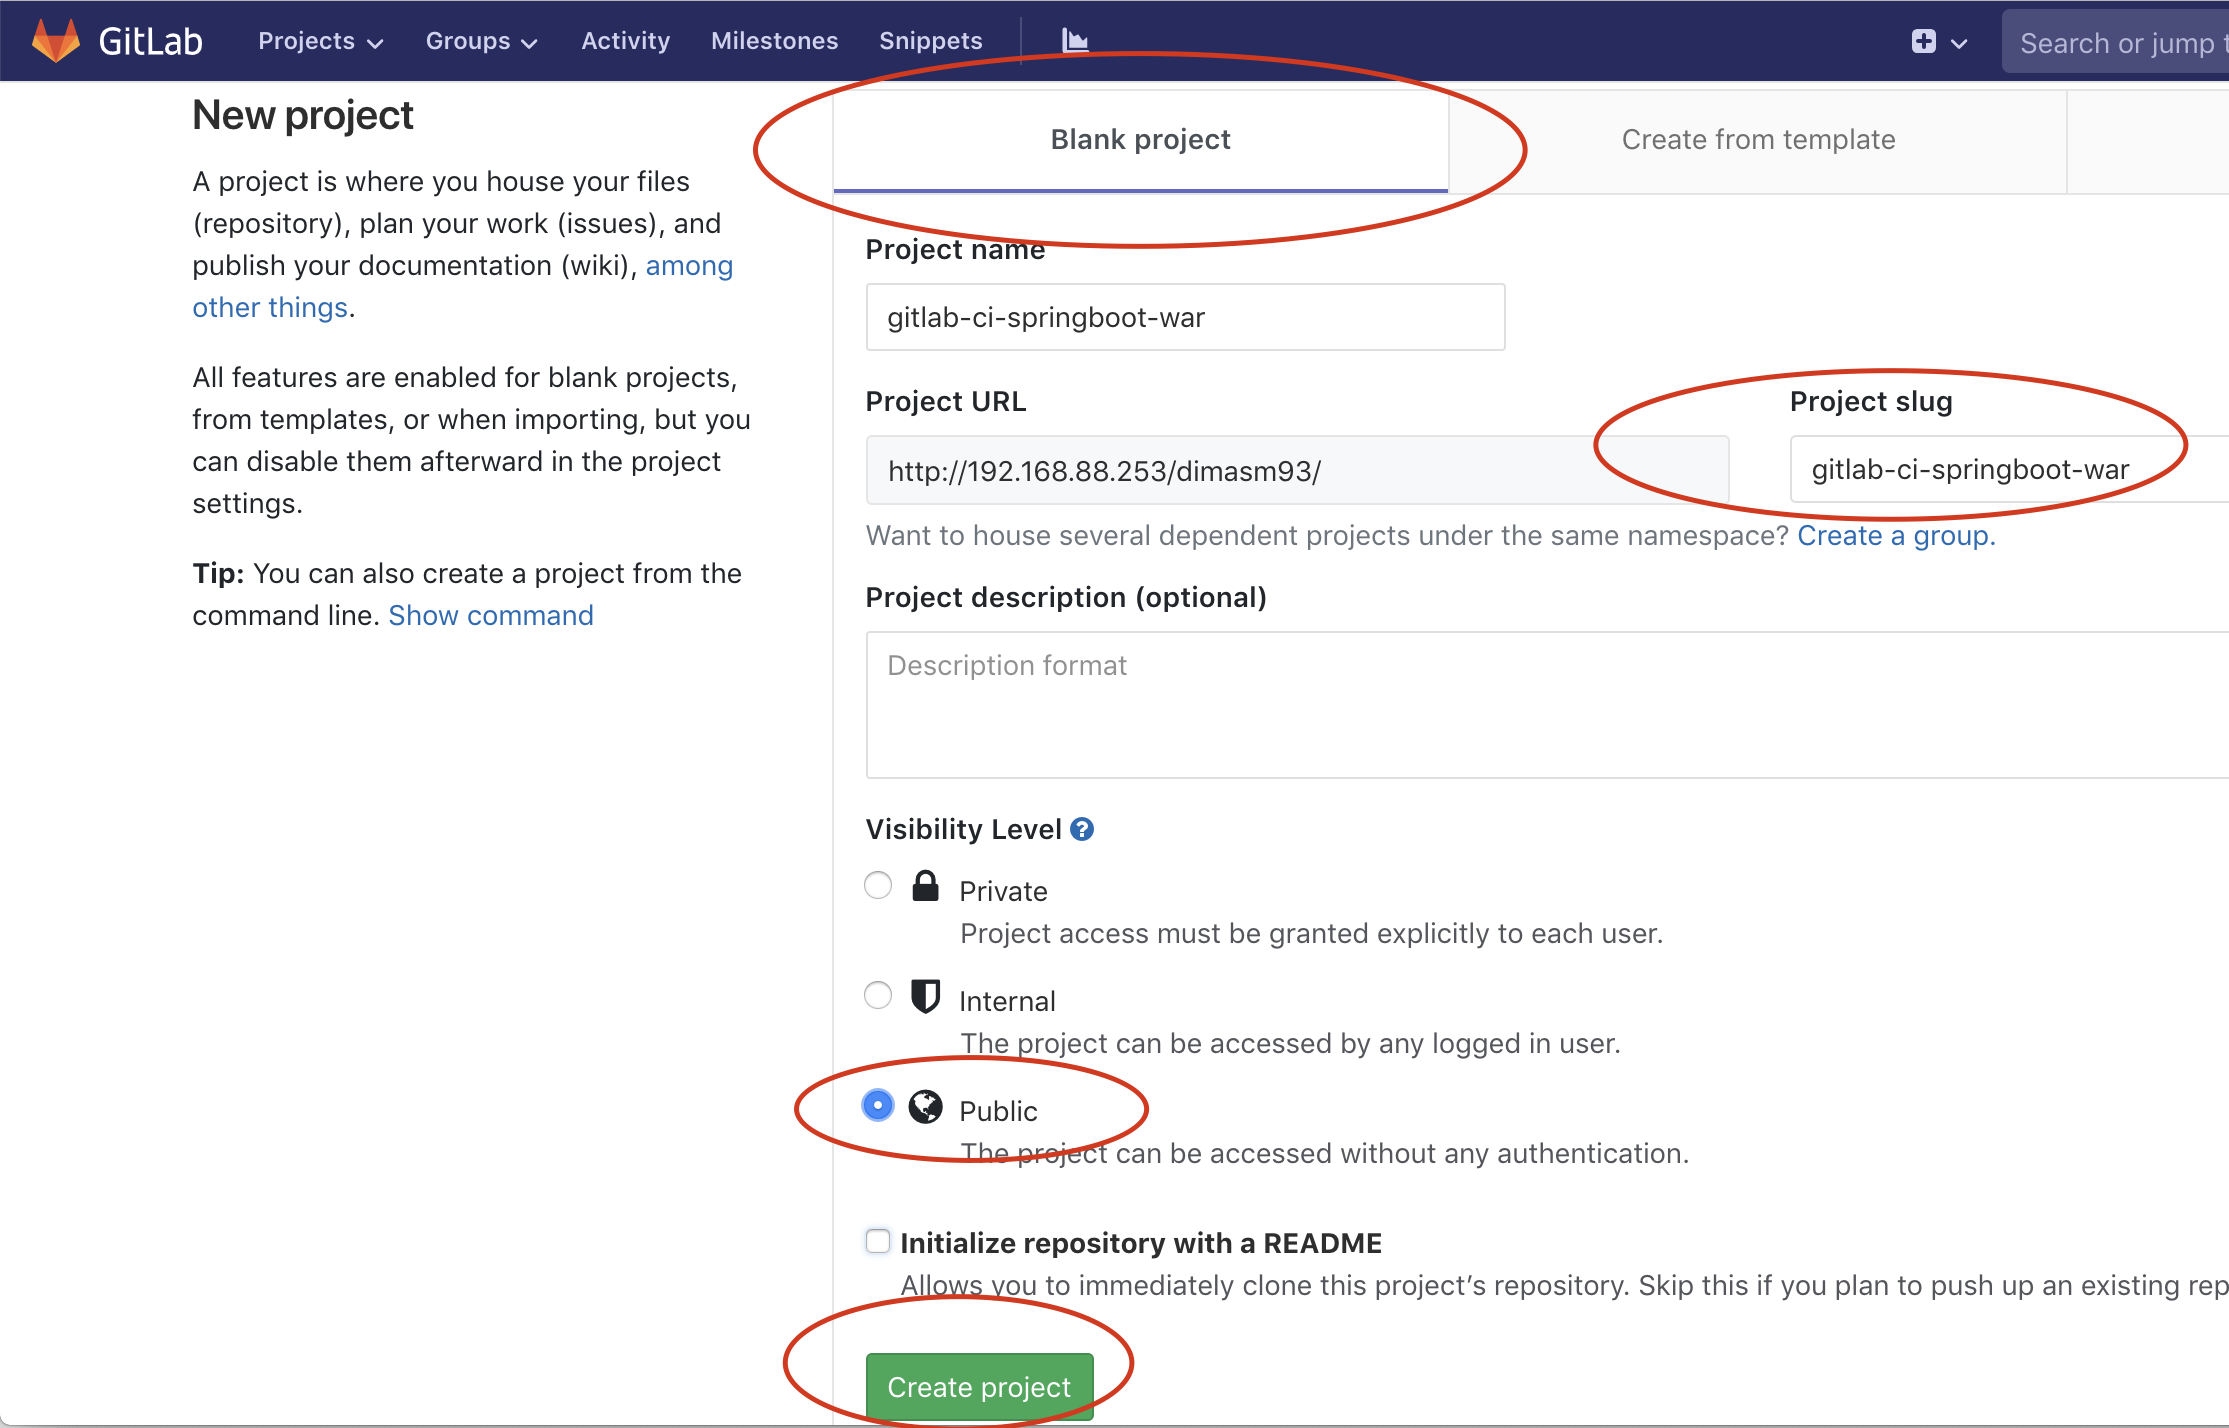 GitLab Projects Groups Activity Milestones Snippets Search or jump t
New project
A project is where you house your files
(repository), plan your work (issues), and
publish your documentation (wiki), among
other things.
All features are enabled for blank projects,
from templates, or when importing, but you
can disable them afterward in the project
settings.
Tip: You can also create a project from the
command line. Show command
Blank project
Create from template
Project name
gitlab-ci-springboot-war
Project URL
http://192.168.88.253/dimasm93/
Project slug
gitlab-ci-springboot-war
Want to house several dependent projects under the same namespace? Create a group.
Project description (optional)
Description format
Visibility Level
Private
Project access must be granted explicitly to each user.
Internal
The project can be accessed by any logged in user.
Public
The project can be accessed without any authentication.
Initialize repository with a README
Allows you to immediately clone this project’s repository. Skip this if you plan to push up an existing rep
Create project